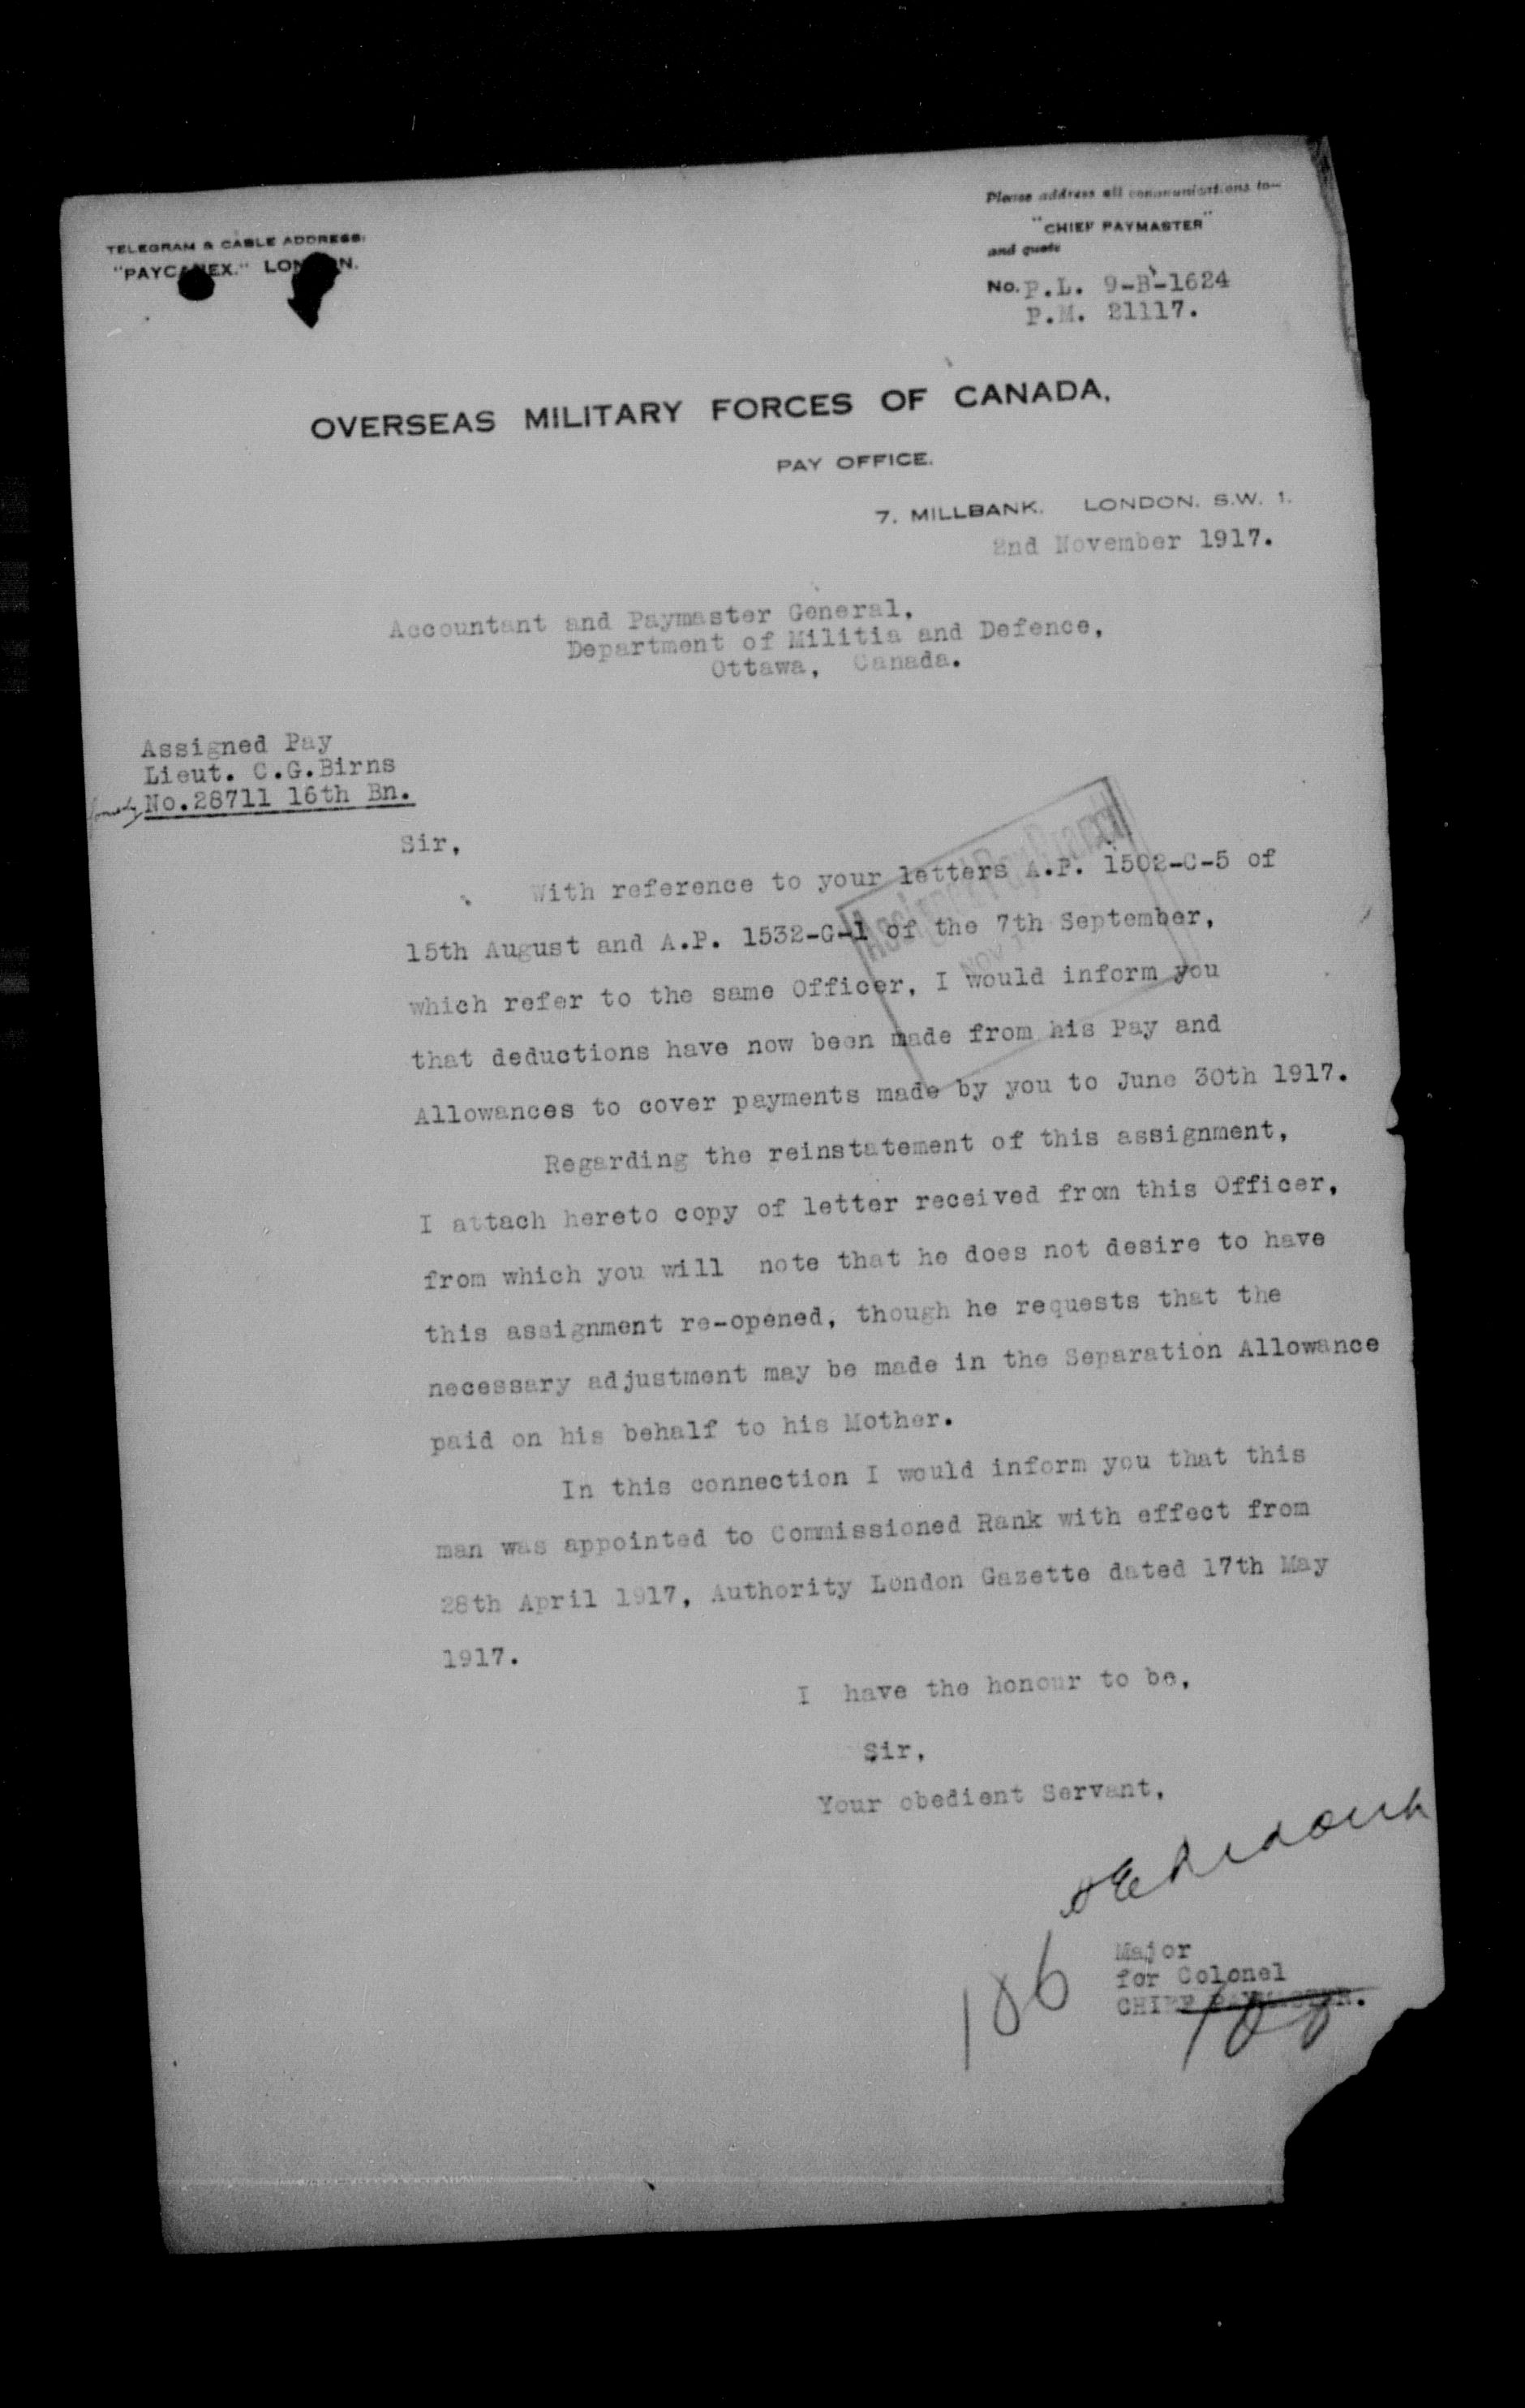 Please address all communications to—
"CHIEF PAYMASTER"
and quote
No. P.L. 9-B-1624
P.M. 21117.
TELEGRAM & CABLE ADDRESS.
"PAYCANEX." LONDON.
OVERSEAS MILITARY FORCES OF CANADA,
PAY OFFICE.
7, MILLBANK, LONDON, S.W. 1.
2nd November 1917.
Accountant and Paymaster General,
Department of Militia and Defence,
Ottawa, Canada.
Assigned Pay
Lieut. C.G.Birns
No.28711 16th Bn.
Sir,
With reference to your letters A.P. 1502-C-5 of
15th August and A.P. 1532-G-1 of the 7th September,
which refer to the same Officer, I would inform you
that deductions have now been made from his Pay and
Allowances to cover payments made by you to June 30th 1917.
Regarding the reinstatement of this assignment,
I attach hereto copy of letter received from this Officer,
from which you will note that he does not desire to have
this assignment re-opened, though he requests that the
necessary adjustment may be made in the Separation Allowance
paid on his behalf to his Mother.
In this connection I would inform you that this
man was appointed to Commissioned Rank with effect from
28th April 1917, Authority London Gazette dated 17th May
1917.
I have the honour to be,
Sir,
Your obedient Servant,
Major
for Colonel
CHIEF PAYMASTER.
186
Assigned Pay Branch
NOV